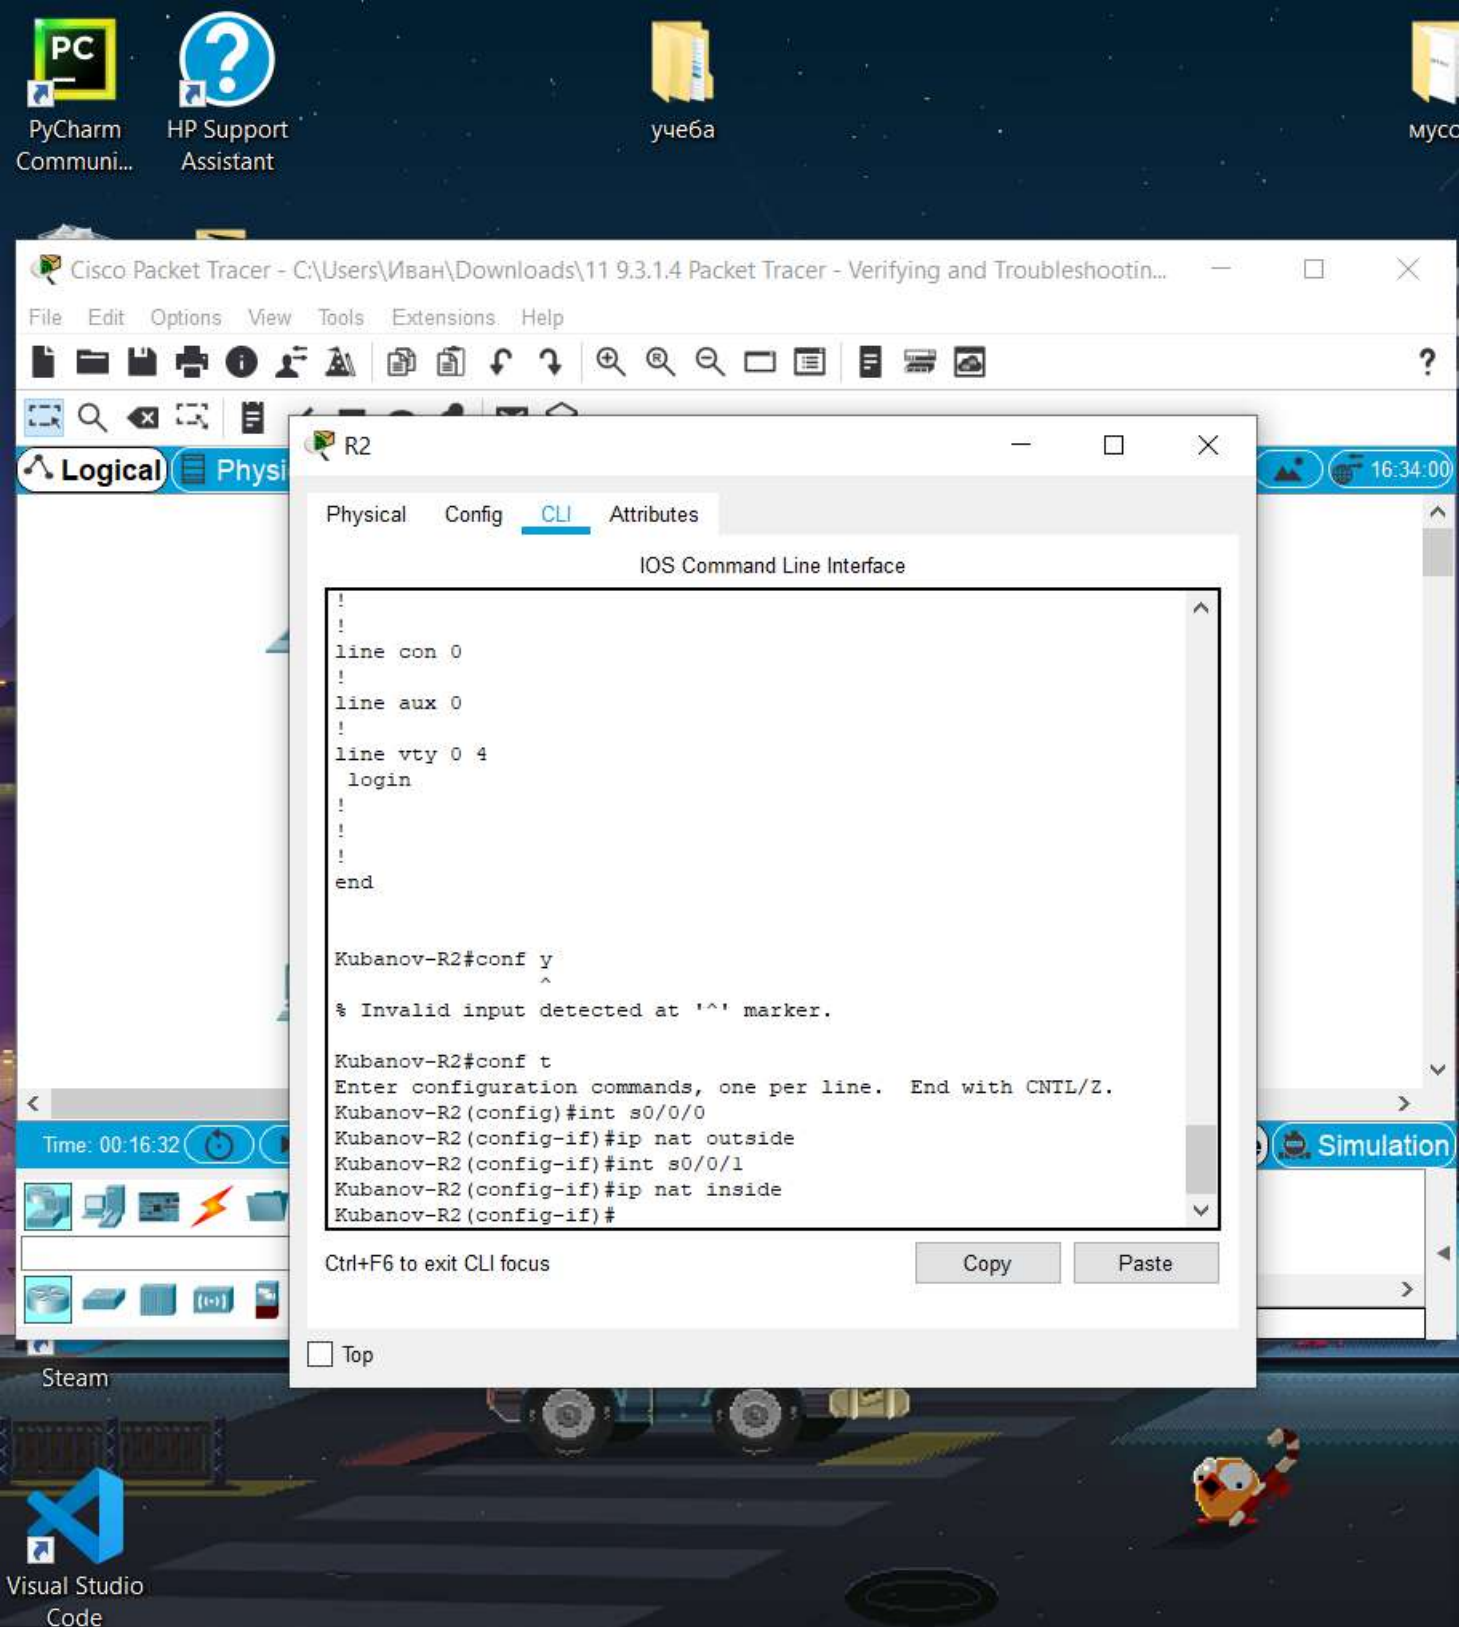 PC
PyCharm
Communi...
HP Support
Assistant
учеба
Cisco Packet Tracer - C:\Users\Иван\Downloads\11 9.3.1.4 Packet Tracer - Verifying and Troubleshootin...
File Edit Options View Tools Extensions Help
R2
Logical
16:34:00
Physical Config CLI Attributes
IOS Command Line Interface
!
!
line con 0
!
line aux 0
!
line vty 0 4
login
!
!
!
end
Kubanov-R2#conf y
^
% Invalid input detected at '^' marker.
Kubanov-R2#conf t
Enter configuration commands, one per line.  End with CNTL/Z.
Kubanov-R2(config)#int s0/0/0
Kubanov-R2(config-if)#ip nat outside
Kubanov-R2(config-if)#int s0/0/1
Kubanov-R2(config-if)#ip nat inside
Kubanov-R2(config-if)#
Time: 00:16:32
Simulation
Ctrl+F6 to exit CLI focus
Copy
Paste
Top
Steam
Visual Studio
Code